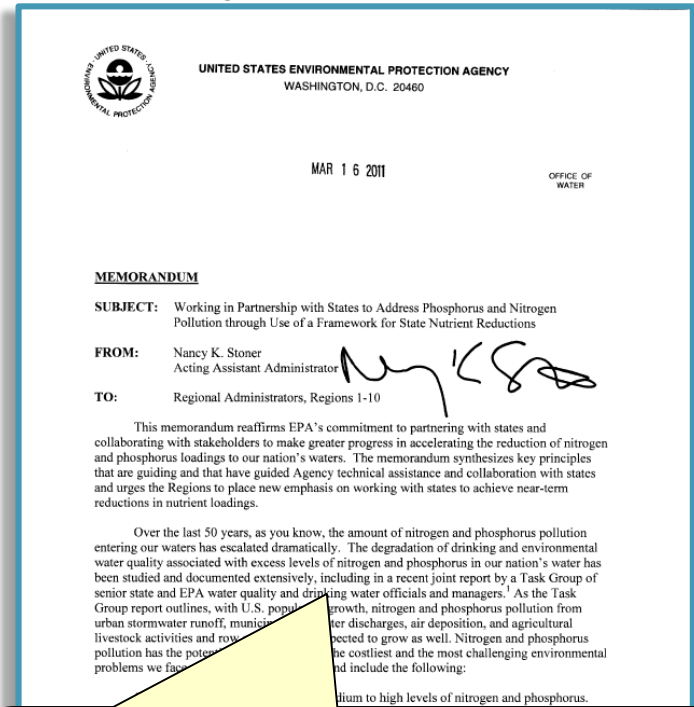 UNITED STATES
ENVIRONMENTAL PROTECTION AGENCY
UNITED STATES ENVIRONMENTAL PROTECTION AGENCY
WASHINGTON, D.C. 20460
MAR 16 2011
OFFICE OF
WATER
MEMORANDUM
SUBJECT: Working in Partnership with States to Address Phosphorus and Nitrogen
Pollution through Use of a Framework for State Nutrient Reductions
FROM: Nancy K. Stoner
Acting Assistant Administrator
TO: Regional Administrators, Regions 1-10
This memorandum reaffirms EPA's commitment to partnering with states and
collaborating with stakeholders to make greater progress in accelerating the reduction of nitrogen
and phosphorus loadings to our nation's waters. The memorandum synthesizes key principles
that are guiding and that have guided Agency technical assistance and collaboration with states
and urges the Regions to place new emphasis on working with states to achieve near-term
reductions in nutrient loadings.
Over the last 50 years, as you know, the amount of nitrogen and phosphorus pollution
entering our waters has escalated dramatically. The degradation of drinking and environmental
water quality associated with excess levels of nitrogen and phosphorus in our nation's water has
been studied and documented extensively, including in a recent joint report by a Task Group of
senior state and EPA water quality and drinking water officials and managers.1 As the Task
Group report outlines, with U.S. growth, nitrogen and phosphorus pollution from
urban stormwater runoff, discharges, air deposition, and agricultural
livestock activities and row to grow as well. Nitrogen and phosphorus
pollution has the costliest and the most challenging environmental
problems we include the following:
to high levels of nitrogen and phosphorus.